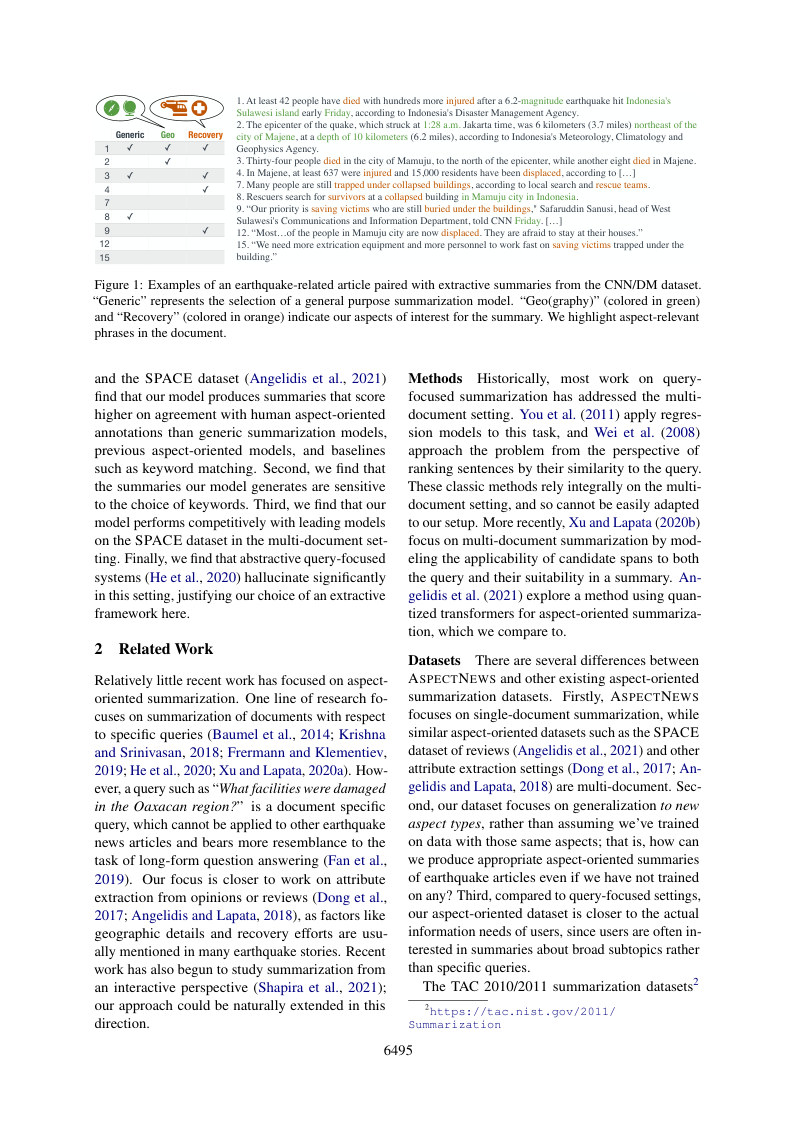 Generic Geo Recovery
1 ✓ ✓ ✓
2 ✓
3 ✓ ✓
4 ✓
7
8 ✓
9 ✓
12
15
1. At least 42 people have died with hundreds more injured after a 6.2-magnitude earthquake hit Indonesia's
Sulawesi island early Friday, according to Indonesia's Disaster Management Agency.
2. The epicenter of the quake, which struck at 1:28 a.m. Jakarta time, was 6 kilometers (3.7 miles) northeast of the
city of Majene, at a depth of 10 kilometers (6.2 miles), according to Indonesia's Meteorology, Climatology and
Geophysics Agency.
3. Thirty-four people died in the city of Mamuju, to the north of the epicenter, while another eight died in Majene.
4. In Majene, at least 637 were injured and 15,000 residents have been displaced, according to […]
7. Many people are still trapped under collapsed buildings, according to local search and rescue teams.
8. Rescuers search for survivors at a collapsed building in Mamuju city in Indonesia.
9. “Our priority is saving victims who are still buried under the buildings," Safaruddin Sanusi, head of West
Sulawesi's Communications and Information Department, told CNN Friday. […]
12. “Most…of the people in Mamuju city are now displaced. They are afraid to stay at their houses.”
15. “We need more extrication equipment and more personnel to work fast on saving victims trapped under the
building.”
Figure 1: Examples of an earthquake-related article paired with extractive summaries from the CNN/DM dataset.
“Generic” represents the selection of a general purpose summarization model. “Geo(graphy)” (colored in green)
and “Recovery” (colored in orange) indicate our aspects of interest for the summary. We highlight aspect-relevant
phrases in the document.
and the SPACE dataset (Angelidis et al., 2021)
find that our model produces summaries that score
higher on agreement with human aspect-oriented
annotations than generic summarization models,
previous aspect-oriented models, and baselines
such as keyword matching. Second, we find that
the summaries our model generates are sensitive
to the choice of keywords. Third, we find that our
model performs competitively with leading models
on the SPACE dataset in the multi-document set-
ting. Finally, we find that abstractive query-focused
systems (He et al., 2020) hallucinate significantly
in this setting, justifying our choice of an extractive
framework here.
2 Related Work
Relatively little recent work has focused on aspect-
oriented summarization. One line of research fo-
cuses on summarization of documents with respect
to specific queries (Baumel et al., 2014; Krishna
and Srinivasan, 2018; Frermann and Klementiev,
2019; He et al., 2020; Xu and Lapata, 2020a). How-
ever, a query such as “What facilities were damaged
in the Oaxacan region?” is a document specific
query, which cannot be applied to other earthquake
news articles and bears more resemblance to the
task of long-form question answering (Fan et al.,
2019). Our focus is closer to work on attribute
extraction from opinions or reviews (Dong et al.,
2017; Angelidis and Lapata, 2018), as factors like
geographic details and recovery efforts are usu-
ally mentioned in many earthquake stories. Recent
work has also begun to study summarization from
an interactive perspective (Shapira et al., 2021);
our approach could be naturally extended in this
direction.
Methods Historically, most work on query-
focused summarization has addressed the multi-
document setting. You et al. (2011) apply regres-
sion models to this task, and Wei et al. (2008)
approach the problem from the perspective of
ranking sentences by their similarity to the query.
These classic methods rely integrally on the multi-
document setting, and so cannot be easily adapted
to our setup. More recently, Xu and Lapata (2020b)
focus on multi-document summarization by mod-
eling the applicability of candidate spans to both
the query and their suitability in a summary. An-
gelidis et al. (2021) explore a method using quan-
tized transformers for aspect-oriented summariza-
tion, which we compare to.
Datasets There are several differences between
ASPECTNEWS and other existing aspect-oriented
summarization datasets. Firstly, ASPECTNEWS
focuses on single-document summarization, while
similar aspect-oriented datasets such as the SPACE
dataset of reviews (Angelidis et al., 2021) and other
attribute extraction settings (Dong et al., 2017; An-
gelidis and Lapata, 2018) are multi-document. Sec-
ond, our dataset focuses on generalization to new
aspect types, rather than assuming we’ve trained
on data with those same aspects; that is, how can
we produce appropriate aspect-oriented summaries
of earthquake articles even if we have not trained
on any? Third, compared to query-focused settings,
our aspect-oriented dataset is closer to the actual
information needs of users, since users are often in-
terested in summaries about broad subtopics rather
than specific queries.
The TAC 2010/2011 summarization datasets2
2https://tac.nist.gov/2011/
Summarization
6495